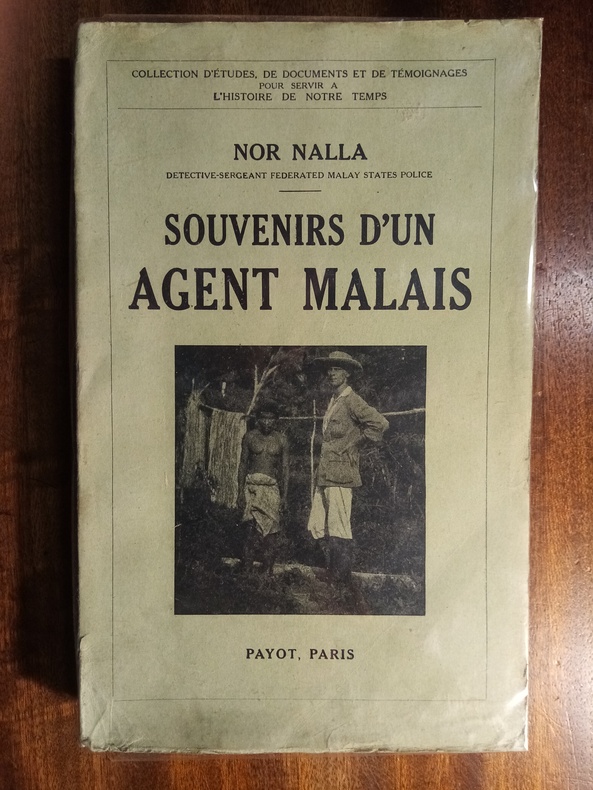 COLLECTION D'ÉTUDES, DE DOCUMENTS ET DE TÉMOIGNAGES
POUR SERVIR A
L'HISTOIRE DE NOTRE TEMPS
NOR NALLA
DETECTIVE-SERGEANT FEDERATED MALAY STATES POLICE
SOUVENIRS D'UN
AGENT MALAIS
PAYOT, PARIS